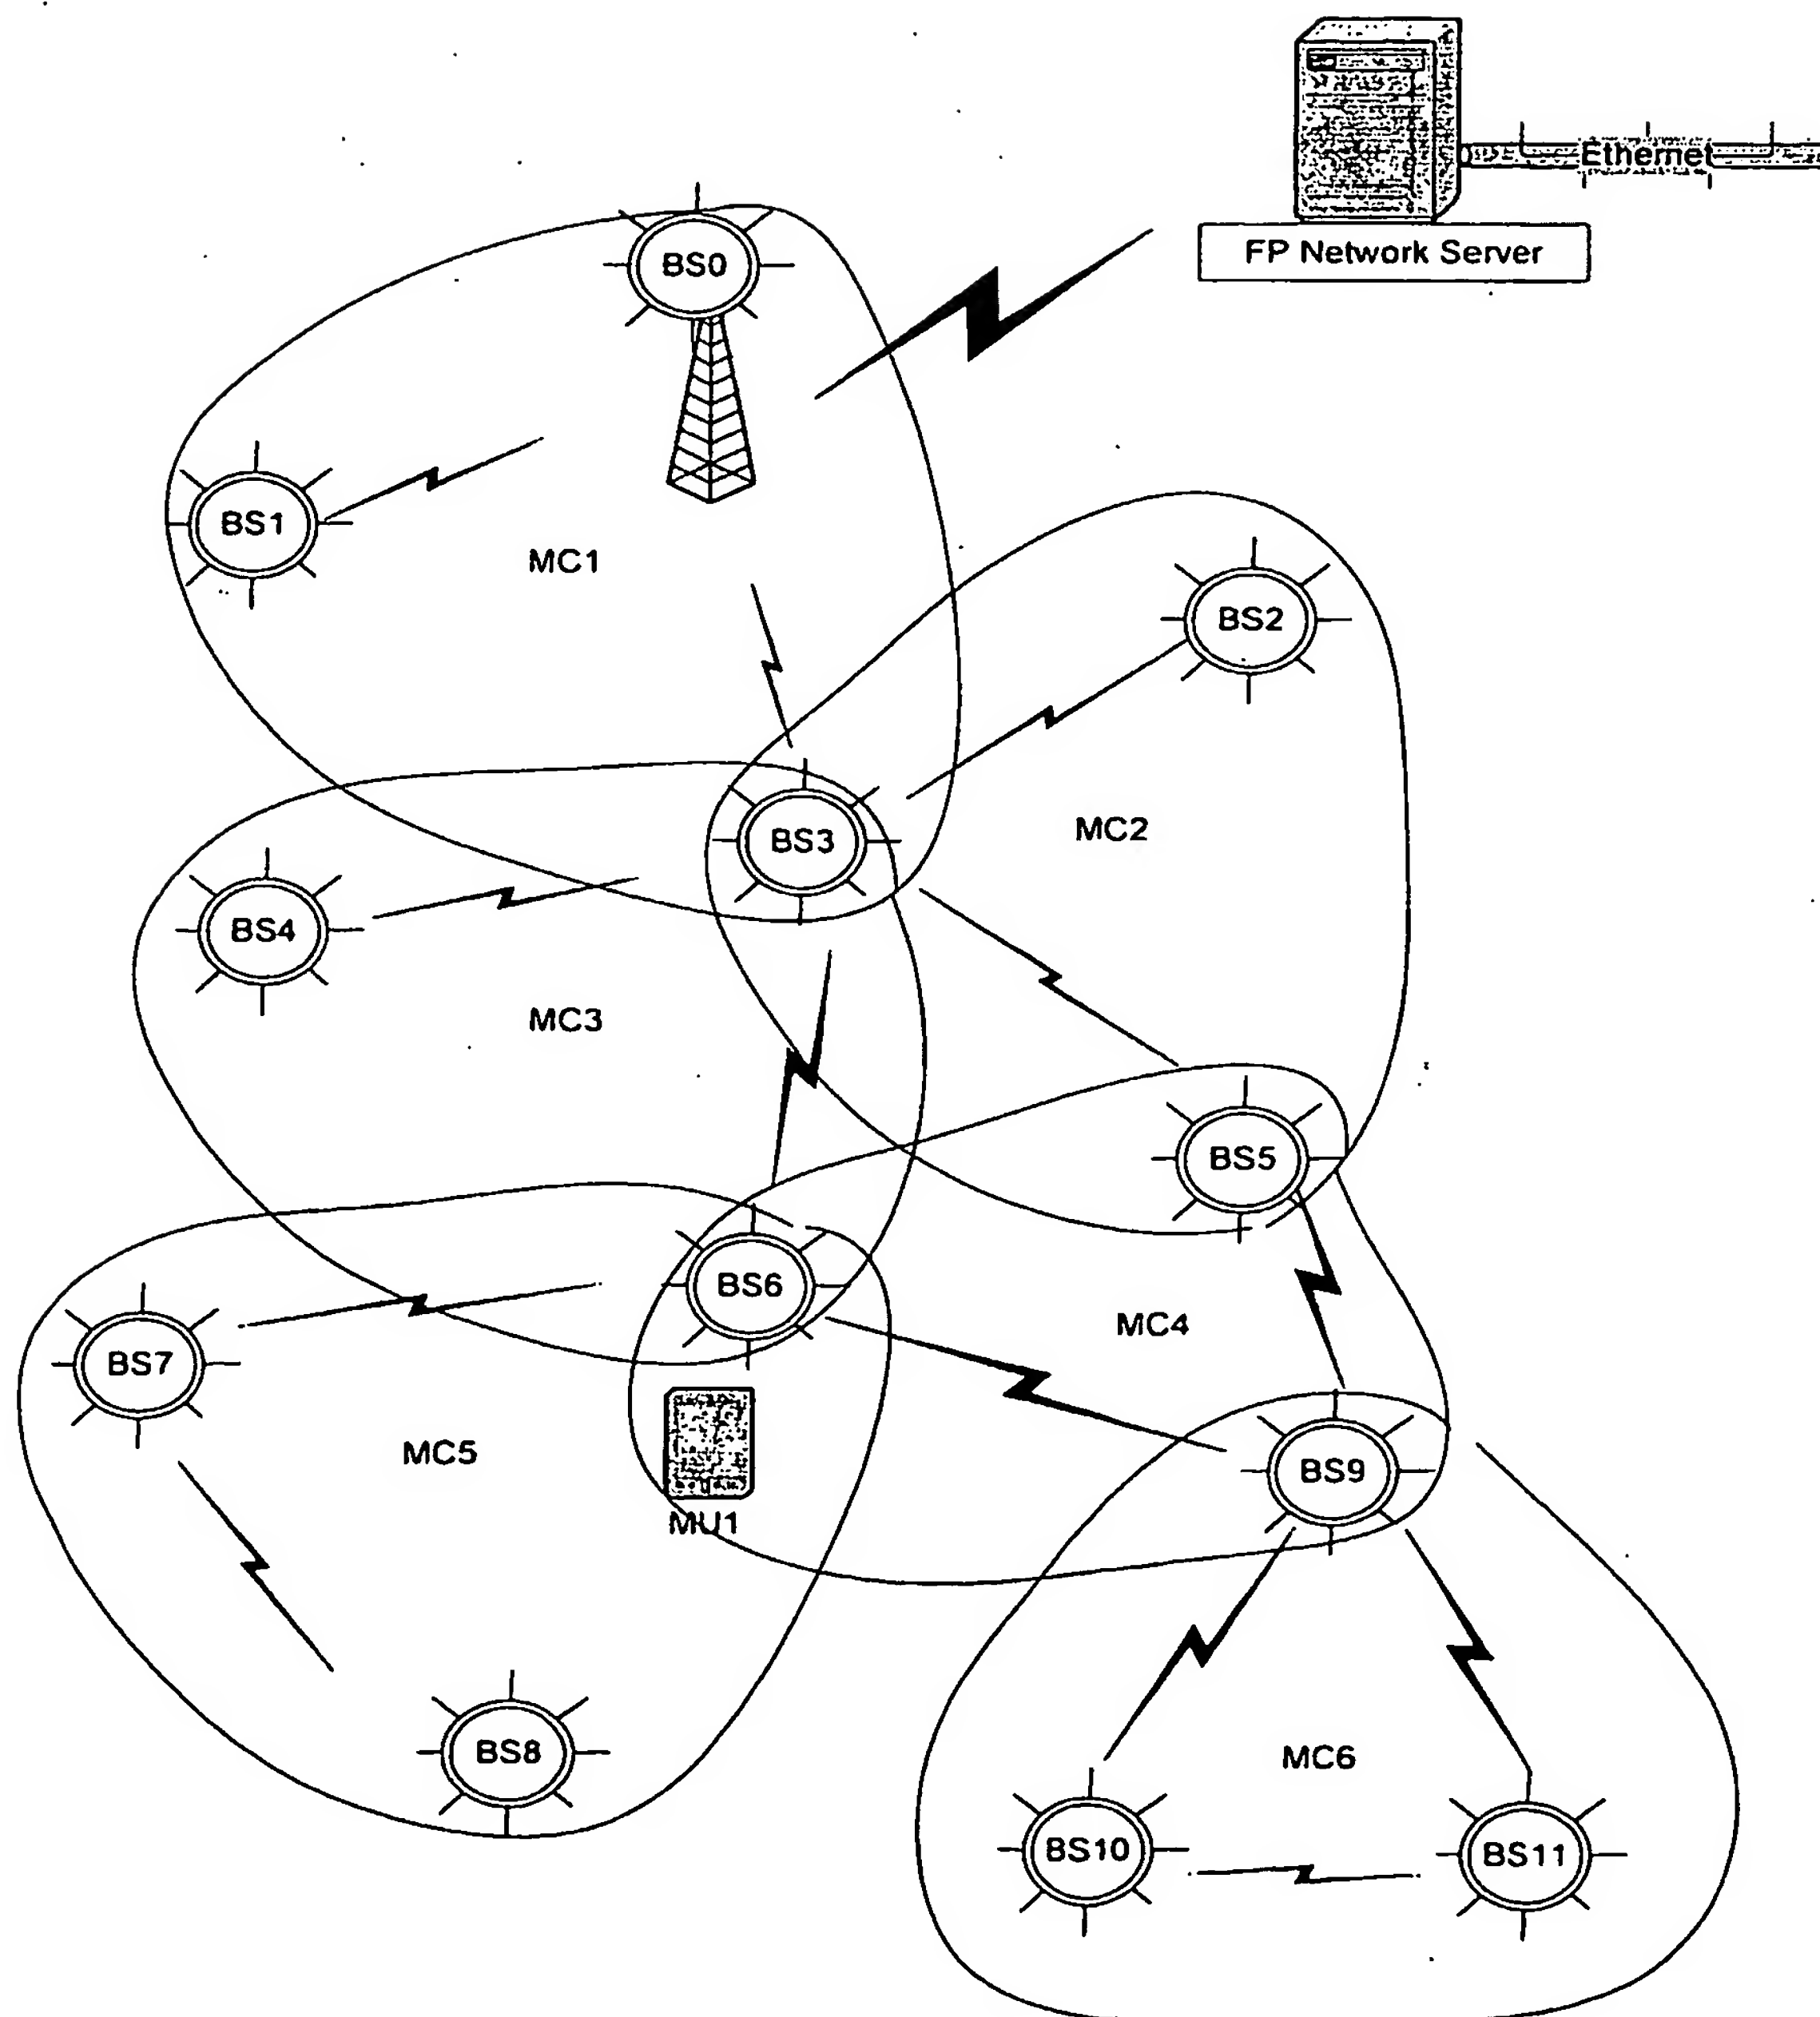 Ethernet
FP Network Server
BS0
BS1
MC1
BS2
BS3
MC2
BS4
MC3
BS5
BS6
MC4
BS7
MC5
BS9
MU1
BS8
MC6
BS10
BS11